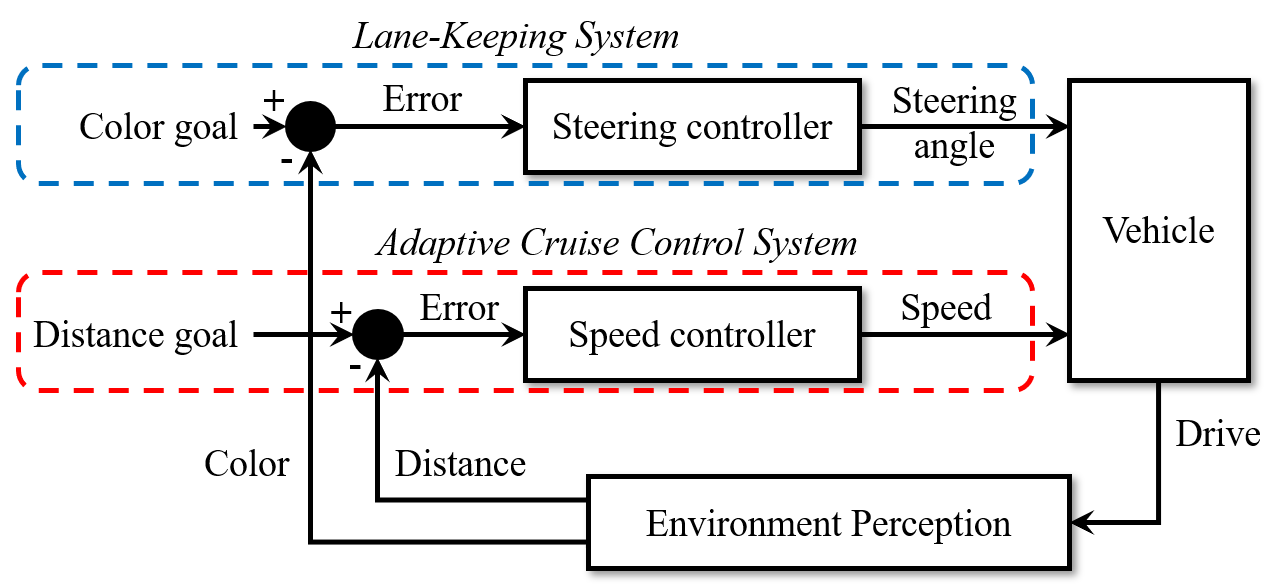 Lane-Keeping System
Color goal
+
-
Error
Steering controller
Steering
angle
Vehicle
Adaptive Cruise Control System
Distance goal
+
-
Error
Speed controller
Speed
Drive
Color
Distance
Environment Perception